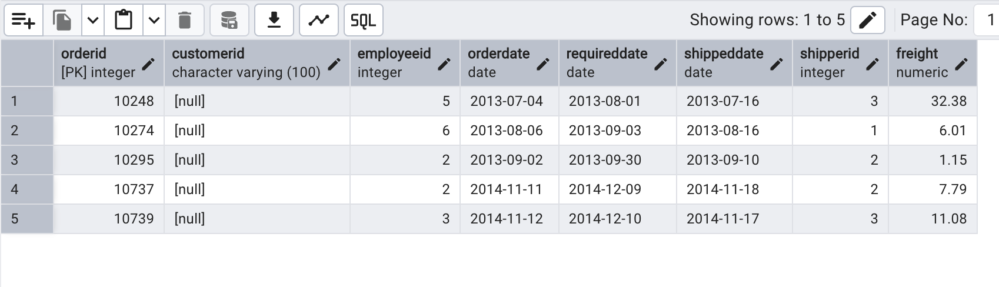 SQL Showing rows: 1 to 5 Page No: 1
orderid customerid employeeid orderdate requireddate shippeddate shipperid freight
[PK] integer character varying (100) integer date date date integer numeric
1 10248 [null] 5 2013-07-04 2013-08-01 2013-07-16 3 32.38
2 10274 [null] 6 2013-08-06 2013-09-03 2013-08-16 1 6.01
3 10295 [null] 2 2013-09-02 2013-09-30 2013-09-10 2 1.15
4 10737 [null] 2 2014-11-11 2014-12-09 2014-11-18 2 7.79
5 10739 [null] 3 2014-11-12 2014-12-10 2014-11-17 3 11.08